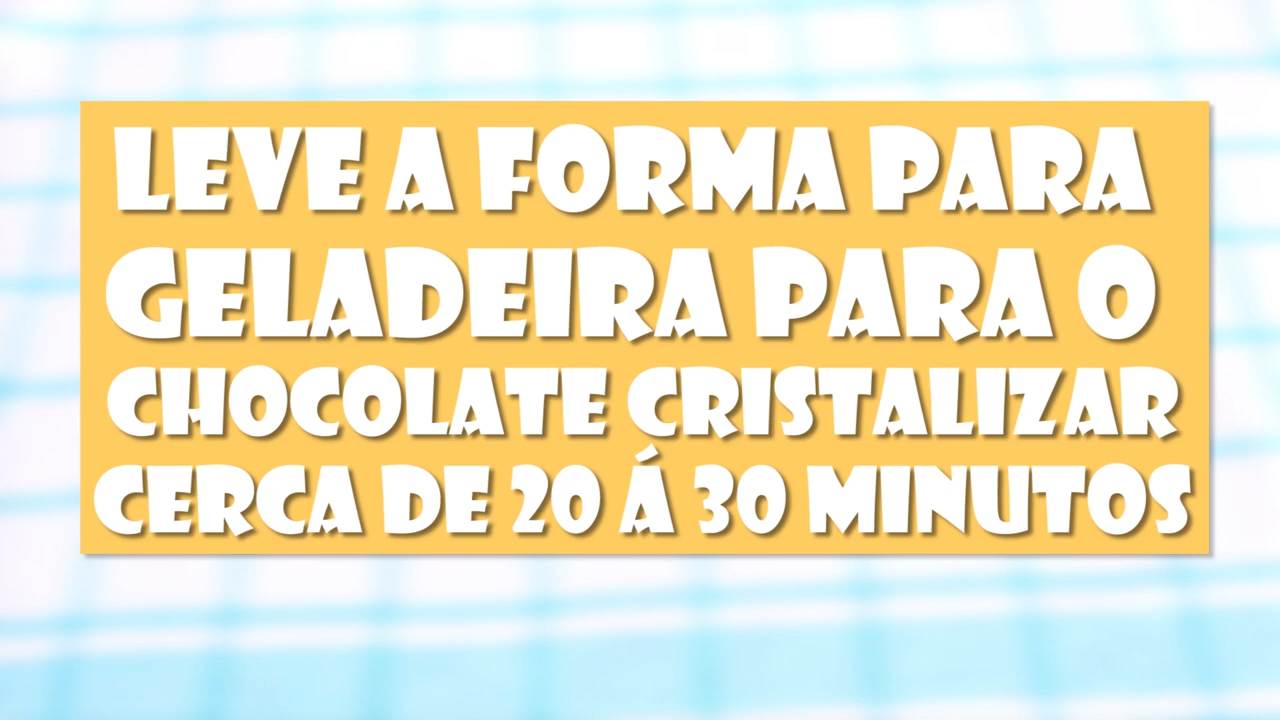 LEVE A FORMA PARA
GELADEIRA PARA O
CHOCOLATE CRISTALIZAR
CERCA DE 20 Á 30 MINUTOS